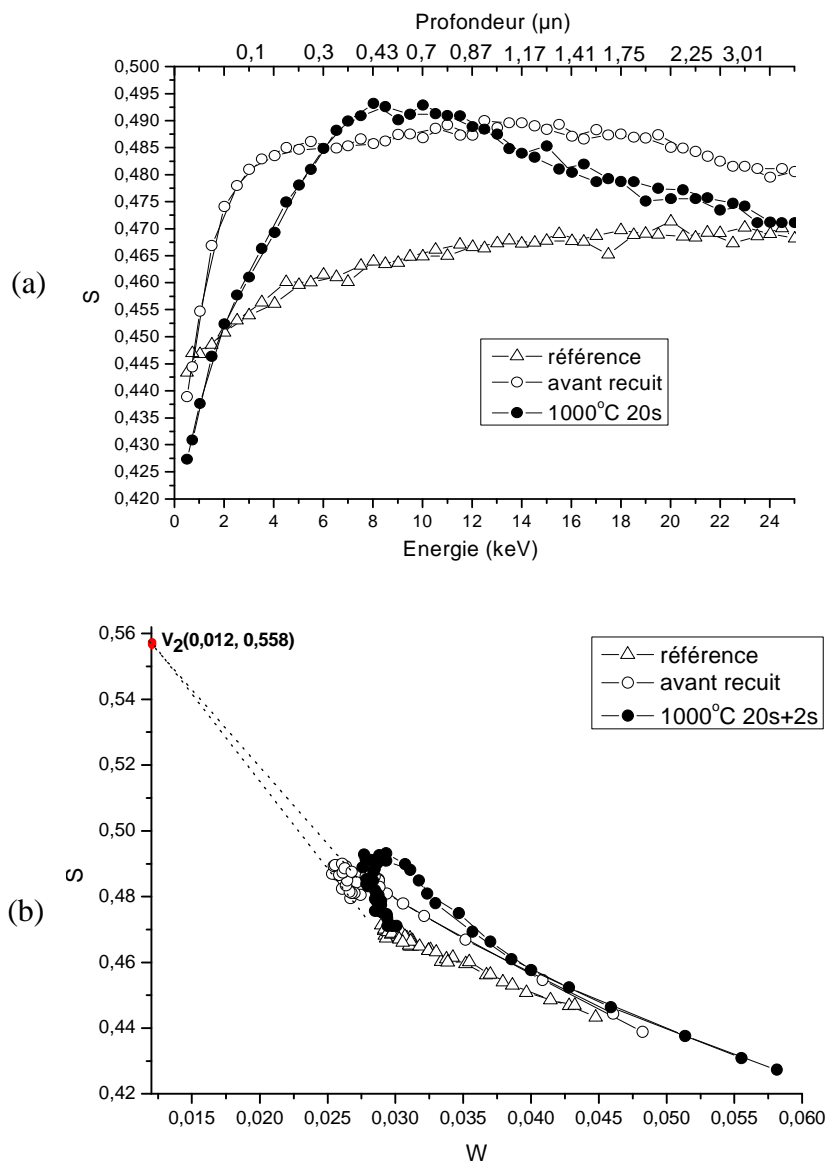 Profondeur (µn)
0,1 0,3 0,43 0,7 0,87 1,17 1,41 1,75 2,25 3,01
0,500
0,495
0,490
0,485
0,480
0,475
0,470
0,465
0,460
0,455
0,450
0,445
0,440
0,435
0,430
0,425
0,420
(a)
S
référence
avant recuit
1000°C 20s
0 2 4 6 8 10 12 14 16 18 20 22 24
Energie (keV)
0,56
V2(0,012, 0,558)
référence
avant recuit
1000°C 20s+2s
0,54
0,52
0,50
(b)
S
0,48
0,46
0,44
0,42
0,015 0,020 0,025 0,030 0,035 0,040 0,045 0,050 0,055 0,060
W